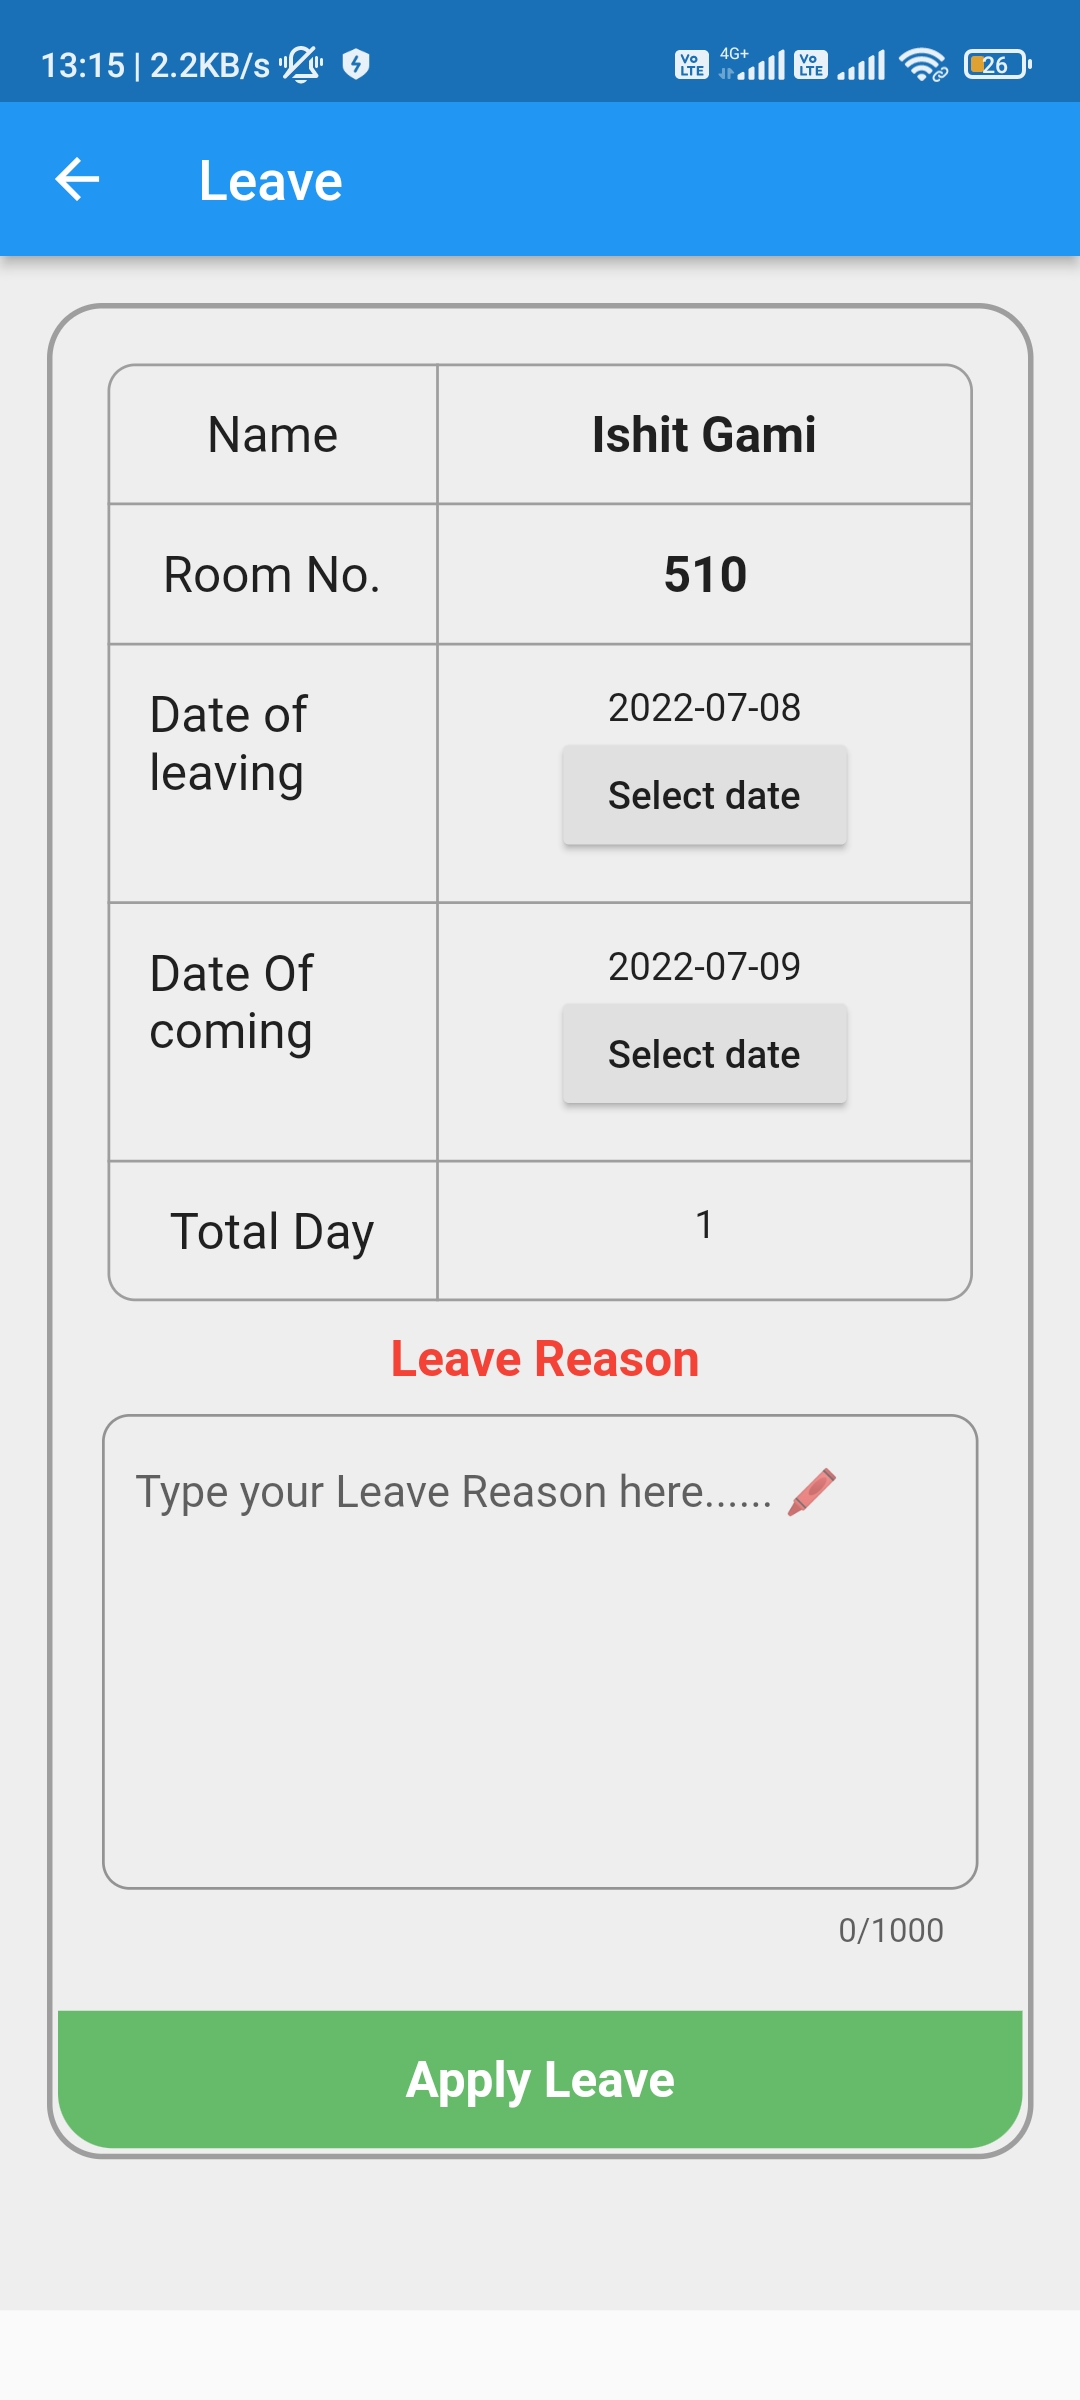 13:15 | 2.2KB/s Vo LTE 4G+ Vo LTE 26
Leave
Name Ishit Gami
Room No. 510
Date of
leaving
2022-07-08
Select date
Date Of
coming
2022-07-09
Select date
Total Day 1
Leave Reason
Type your Leave Reason here......
0/1000
Apply Leave